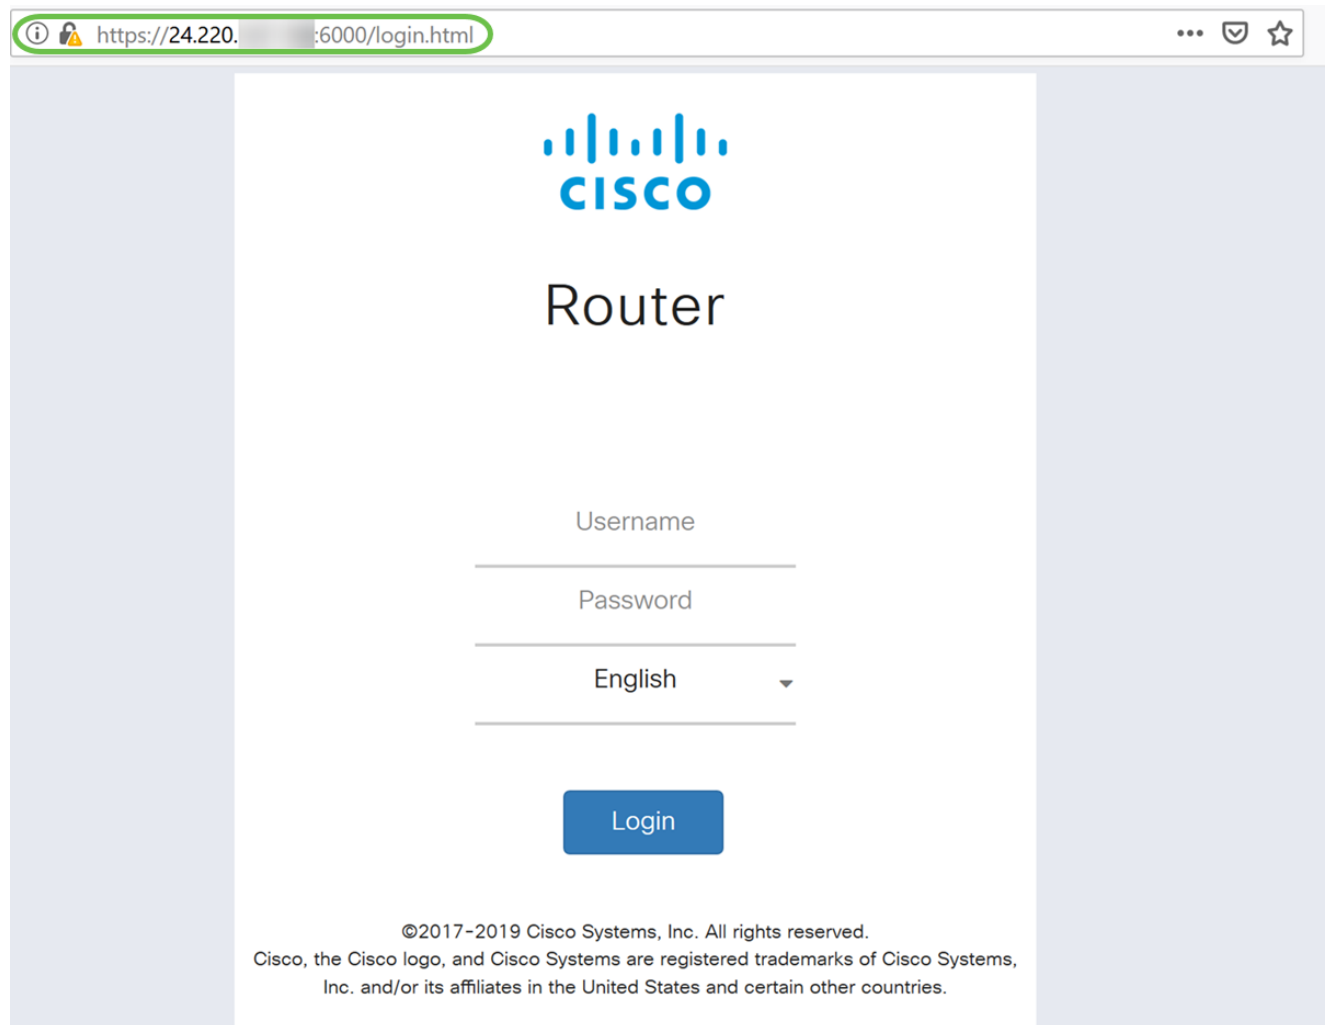 https://24.220. :6000/login.html
CISCO
Router
Username
Password
English
Login
©2017-2019 Cisco Systems, Inc. All rights reserved.
Cisco, the Cisco logo, and Cisco Systems are registered trademarks of Cisco Systems,
Inc. and/or its affiliates in the United States and certain other countries.